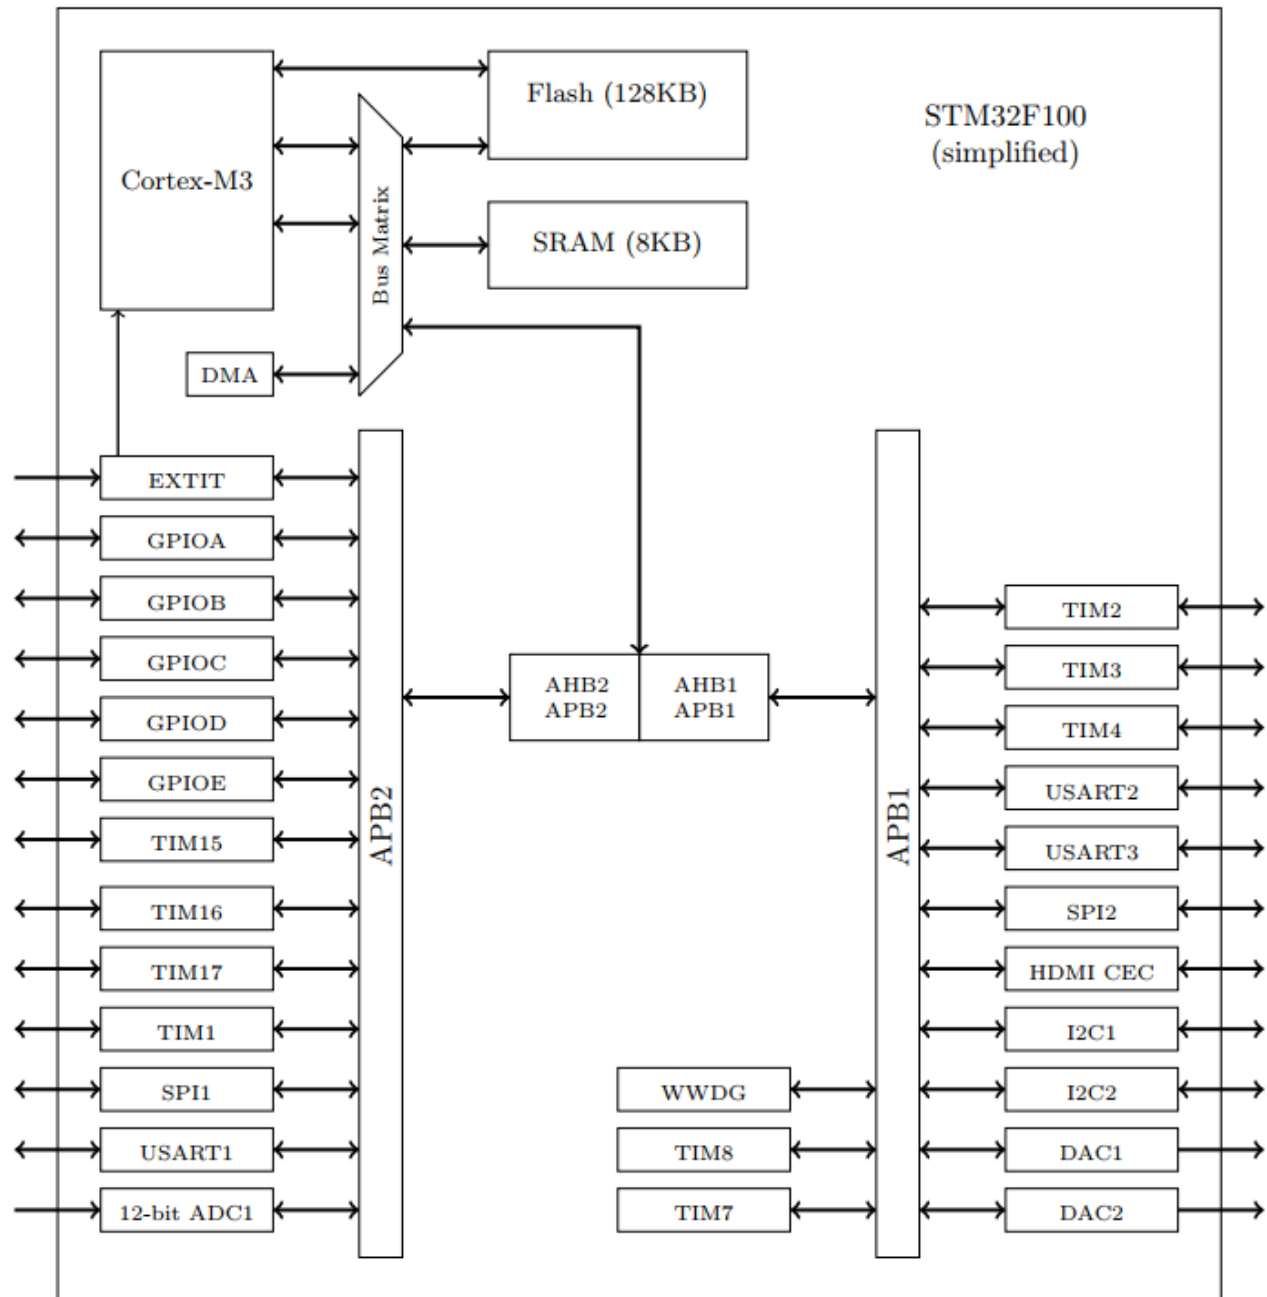 Flash (128KB)
STM32F100
(simplified)
Cortex-M3
Bus Matrix
SRAM (8KB)
DMA
EXTIT
GPIOA
GPIOB
GPIOC
GPIOD
GPIOE
TIM15
TIM16
TIM17
TIM1
SPI1
USART1
12-bit ADC1
APB2
AHB2
APB2
AHB1
APB1
APB1
WWDG
TIM8
TIM7
TIM2
TIM3
TIM4
USART2
USART3
SPI2
HDMI CEC
I2C1
I2C2
DAC1
DAC2